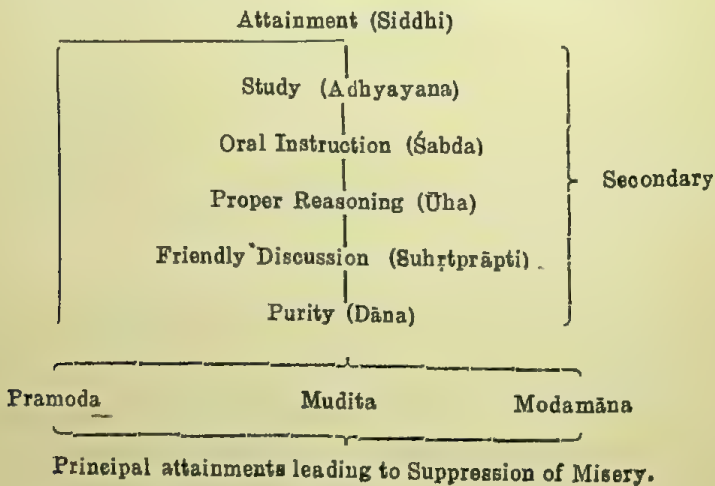 Attainment (Siddhi)
Study (Adhyayana)
Oral Instruction (Śabda)
Proper Reasoning (Ūha)
Secondary
Friendly Discussion (Suhṛtprāpti)
Purity (Dāna)
Pramoda Mudita Modamāna
Principal attainments leading to Suppression of Misery.